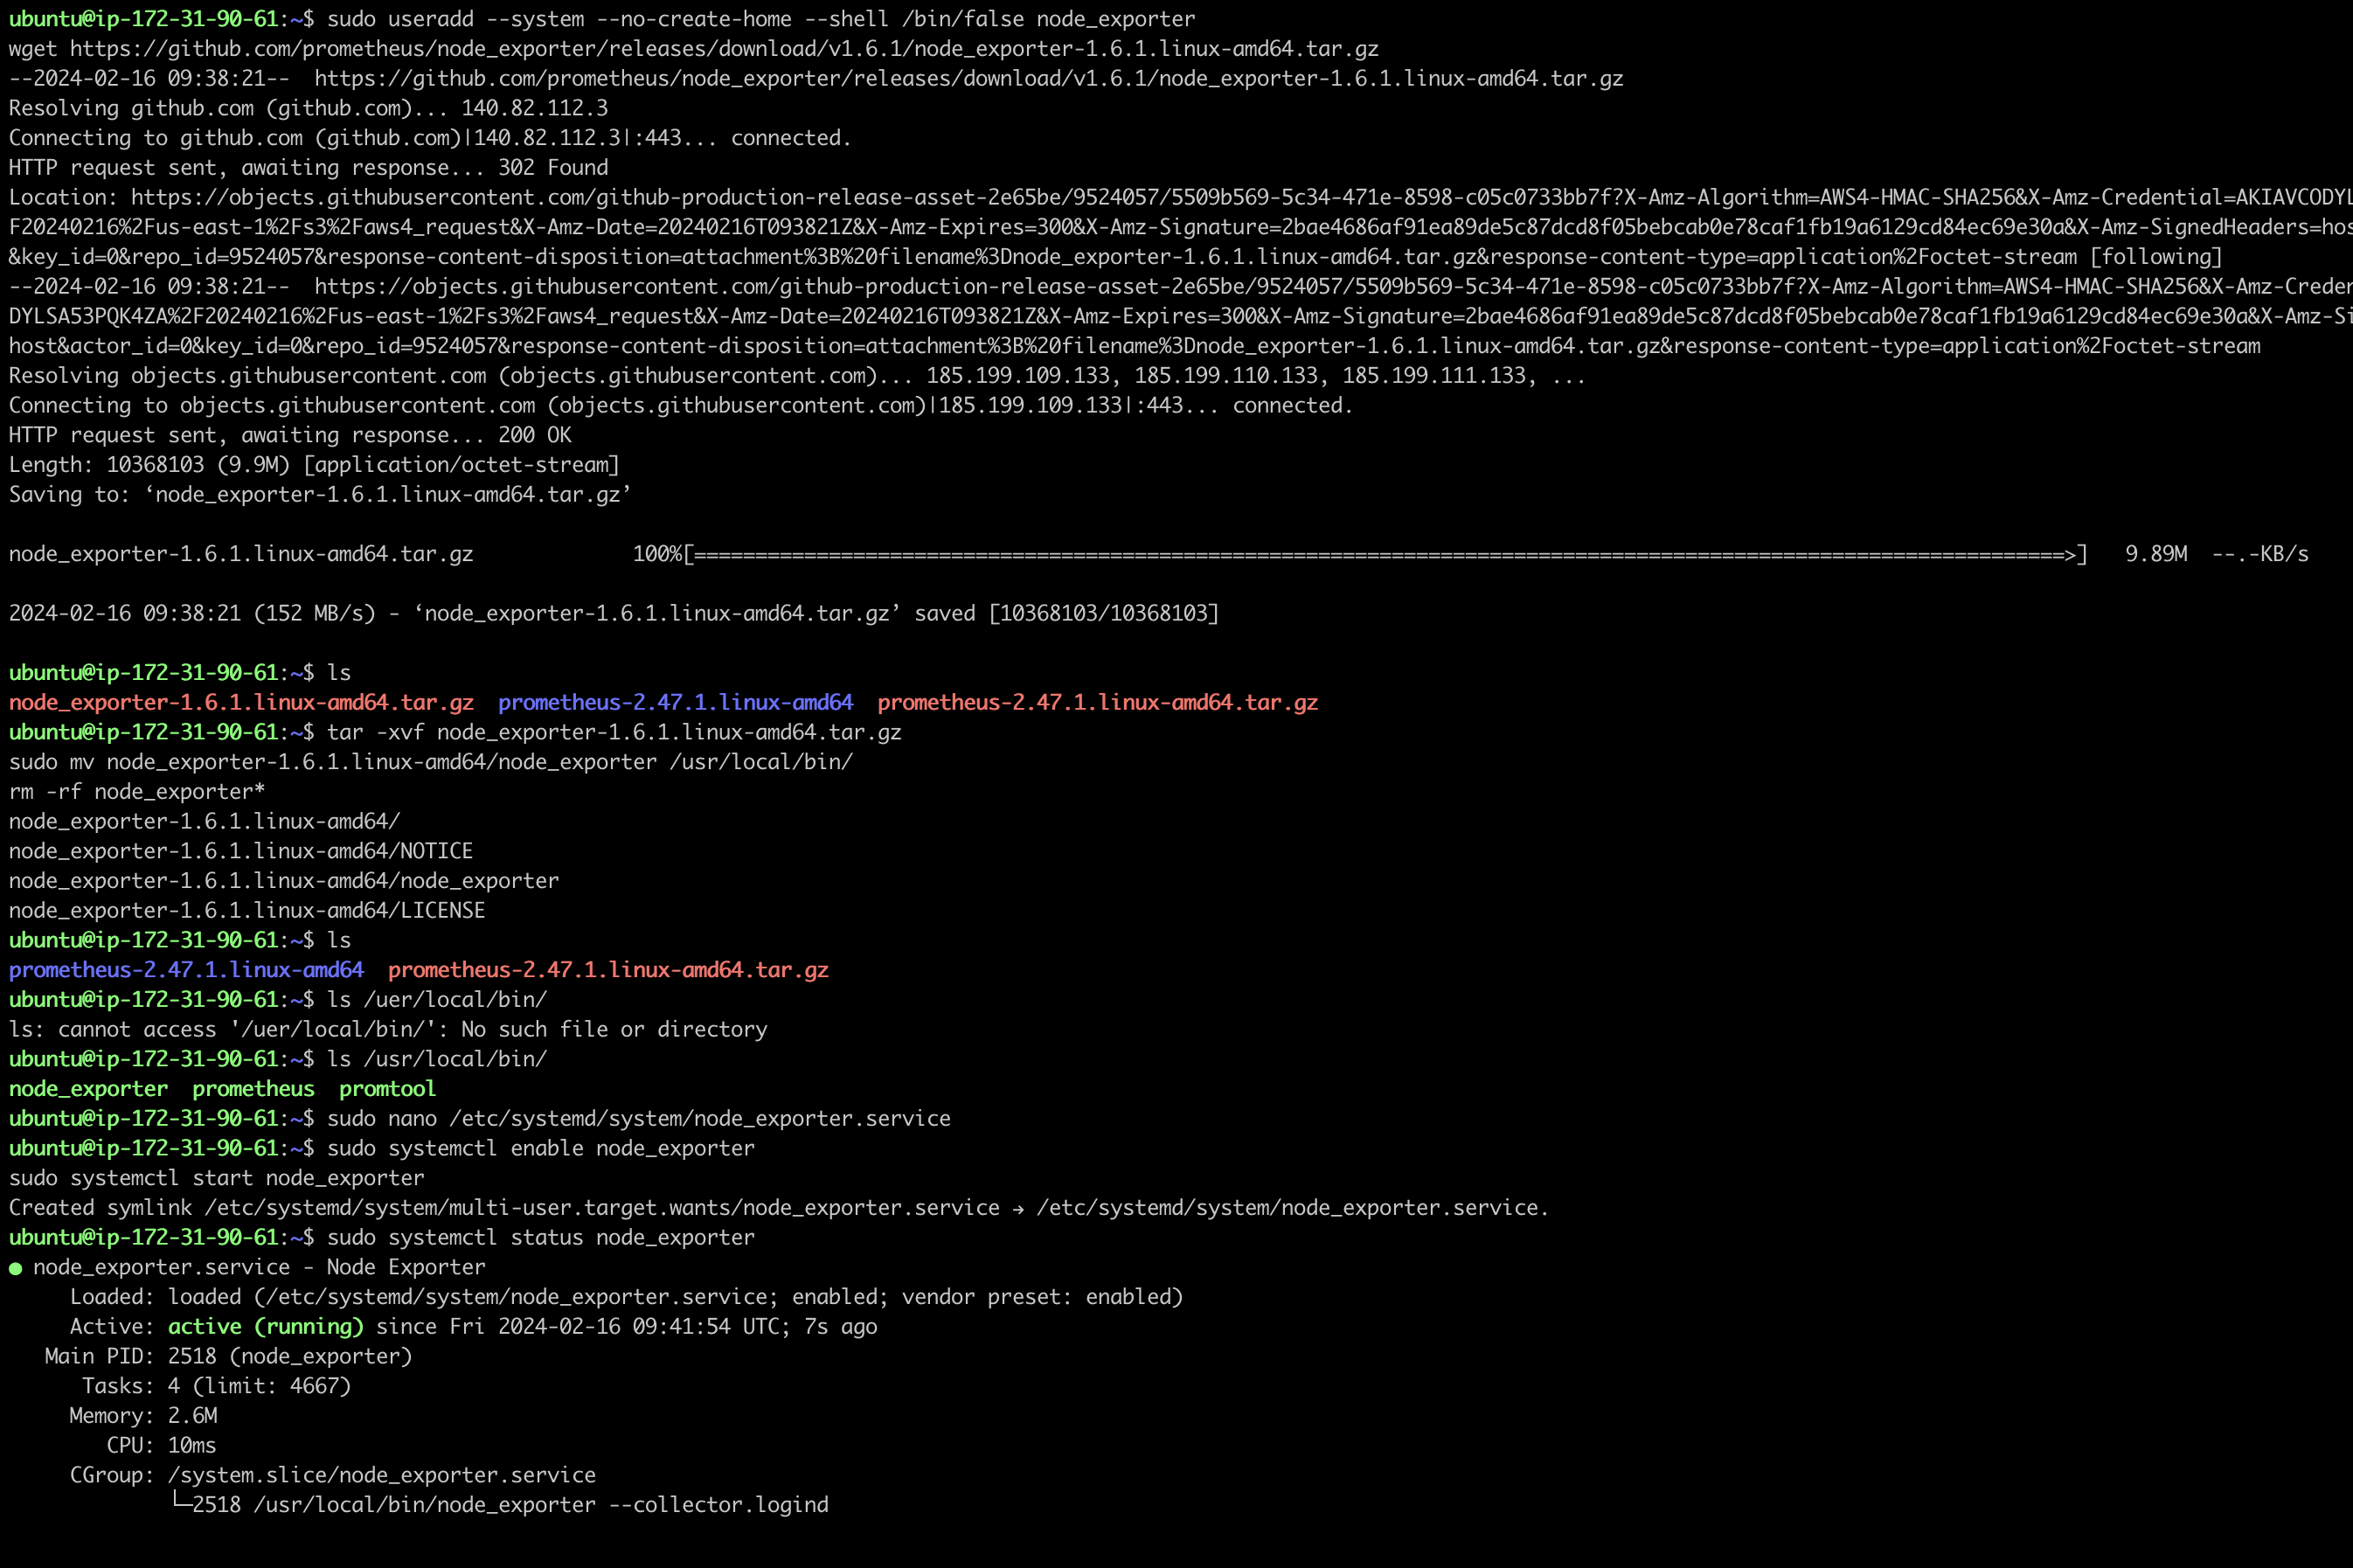 ubuntu@ip-172-31-90-61:~$ sudo useradd --system --no-create-home --shell /bin/false node_exporter
wget https://github.com/prometheus/node_exporter/releases/download/v1.6.1/node_exporter-1.6.1.linux-amd64.tar.gz
--2024-02-16 09:38:21--  https://github.com/prometheus/node_exporter/releases/download/v1.6.1/node_exporter-1.6.1.linux-amd64.tar.gz
Resolving github.com (github.com)... 140.82.112.3
Connecting to github.com (github.com)|140.82.112.3|:443... connected.
HTTP request sent, awaiting response... 302 Found
Location: https://objects.githubusercontent.com/github-production-release-asset-2e65be/9524057/5509b569-5c34-471e-8598-c05c0733bb7f?X-Amz-Algorithm=AWS4-HMAC-SHA256&X-Amz-Credential=AKIAVCODYL
F20240216%2Fus-east-1%2Fs3%2Faws4_request&X-Amz-Date=20240216T093821Z&X-Amz-Expires=300&X-Amz-Signature=2bae4686af91ea89de5c87dcd8f05bebcab0e78caf1fb19a6129cd84ec69e30a&X-Amz-SignedHeaders=hos
&key_id=0&repo_id=9524057&response-content-disposition=attachment%3B%20filename%3Dnode_exporter-1.6.1.linux-amd64.tar.gz&response-content-type=application%2Foctet-stream [following]
--2024-02-16 09:38:21--  https://objects.githubusercontent.com/github-production-release-asset-2e65be/9524057/5509b569-5c34-471e-8598-c05c0733bb7f?X-Amz-Algorithm=AWS4-HMAC-SHA256&X-Amz-Creden
DYLSA53PQK4ZA%2F20240216%2Fus-east-1%2Fs3%2Faws4_request&X-Amz-Date=20240216T093821Z&X-Amz-Expires=300&X-Amz-Signature=2bae4686af91ea89de5c87dcd8f05bebcab0e78caf1fb19a6129cd84ec69e30a&X-Amz-Si
host&actor_id=0&key_id=0&repo_id=9524057&response-content-disposition=attachment%3B%20filename%3Dnode_exporter-1.6.1.linux-amd64.tar.gz&response-content-type=application%2Foctet-stream
Resolving objects.githubusercontent.com (objects.githubusercontent.com)... 185.199.109.133, 185.199.110.133, 185.199.111.133, ...
Connecting to objects.githubusercontent.com (objects.githubusercontent.com)|185.199.109.133|:443... connected.
HTTP request sent, awaiting response... 200 OK
Length: 10368103 (9.9M) [application/octet-stream]
Saving to: ‘node_exporter-1.6.1.linux-amd64.tar.gz’
node_exporter-1.6.1.linux-amd64.tar.gz             100%[================================================================================================================>]   9.89M  --.-KB/s
2024-02-16 09:38:21 (152 MB/s) - ‘node_exporter-1.6.1.linux-amd64.tar.gz’ saved [10368103/10368103]
ubuntu@ip-172-31-90-61:~$ ls
node_exporter-1.6.1.linux-amd64.tar.gz  prometheus-2.47.1.linux-amd64  prometheus-2.47.1.linux-amd64.tar.gz
ubuntu@ip-172-31-90-61:~$ tar -xvf node_exporter-1.6.1.linux-amd64.tar.gz
sudo mv node_exporter-1.6.1.linux-amd64/node_exporter /usr/local/bin/
rm -rf node_exporter*
node_exporter-1.6.1.linux-amd64/
node_exporter-1.6.1.linux-amd64/NOTICE
node_exporter-1.6.1.linux-amd64/node_exporter
node_exporter-1.6.1.linux-amd64/LICENSE
ubuntu@ip-172-31-90-61:~$ ls
prometheus-2.47.1.linux-amd64  prometheus-2.47.1.linux-amd64.tar.gz
ubuntu@ip-172-31-90-61:~$ ls /uer/local/bin/
ls: cannot access '/uer/local/bin/': No such file or directory
ubuntu@ip-172-31-90-61:~$ ls /usr/local/bin/
node_exporter  prometheus  promtool
ubuntu@ip-172-31-90-61:~$ sudo nano /etc/systemd/system/node_exporter.service
ubuntu@ip-172-31-90-61:~$ sudo systemctl enable node_exporter
sudo systemctl start node_exporter
Created symlink /etc/systemd/system/multi-user.target.wants/node_exporter.service → /etc/systemd/system/node_exporter.service.
ubuntu@ip-172-31-90-61:~$ sudo systemctl status node_exporter
● node_exporter.service - Node Exporter
     Loaded: loaded (/etc/systemd/system/node_exporter.service; enabled; vendor preset: enabled)
     Active: active (running) since Fri 2024-02-16 09:41:54 UTC; 7s ago
   Main PID: 2518 (node_exporter)
      Tasks: 4 (limit: 4667)
     Memory: 2.6M
        CPU: 10ms
     CGroup: /system.slice/node_exporter.service
             └─2518 /usr/local/bin/node_exporter --collector.logind